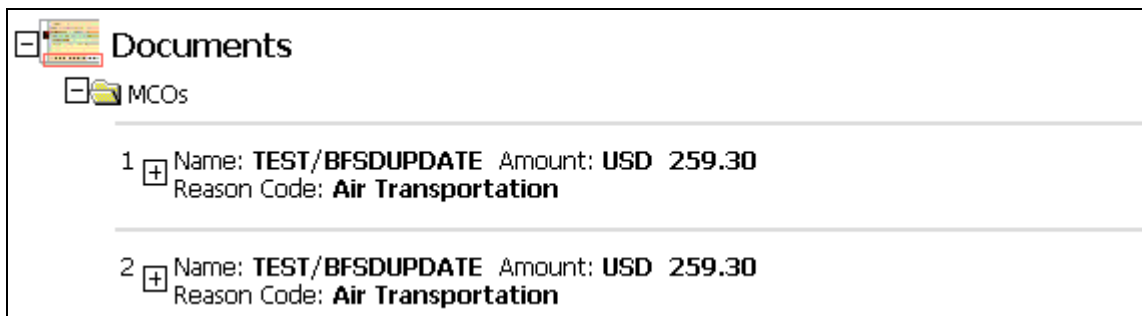 Documents
MCOs
1 Name: TEST/BFSDUPDATE Amount: USD 259.30
Reason Code: Air Transportation
2 Name: TEST/BFSDUPDATE Amount: USD 259.30
Reason Code: Air Transportation